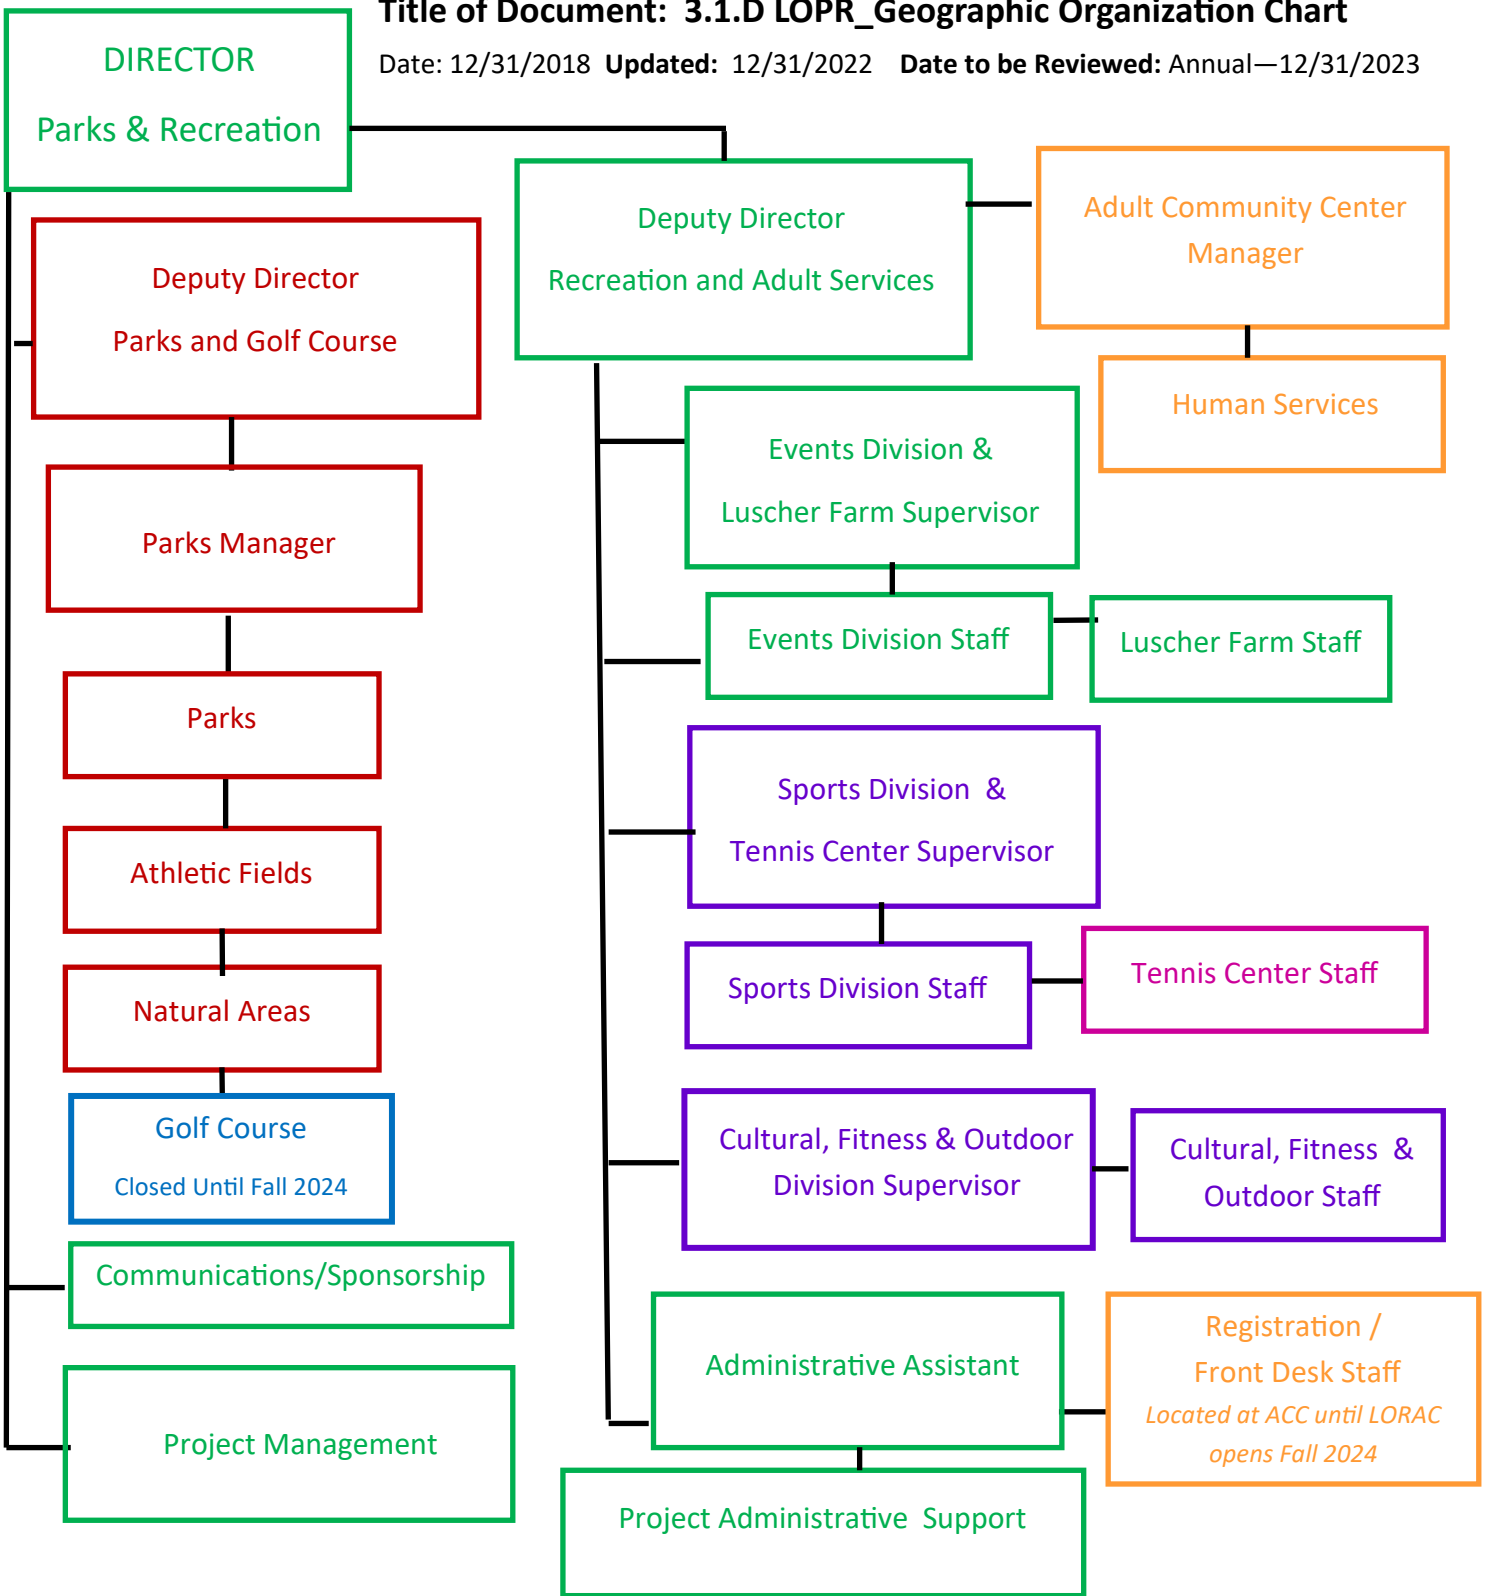 Title of Document: 3.1.D LOPR_Geographic Organization Chart
Date: 12/31/2018 Updated: 12/31/2022 Date to be Reviewed: Annual—12/31/2023
DIRECTOR
Parks & Recreation
Deputy Director
Parks and Golf Course
Parks Manager
Parks
Athletic Fields
Natural Areas
Golf Course
Closed Until Fall 2024
Communications/Sponsorship
Project Management
Deputy Director
Recreation and Adult Services
Adult Community Center
Manager
Human Services
Events Division &
Luscher Farm Supervisor
Events Division Staff
Luscher Farm Staff
Sports Division &
Tennis Center Supervisor
Sports Division Staff
Tennis Center Staff
Cultural, Fitness & Outdoor
Division Supervisor
Cultural, Fitness &
Outdoor Staff
Administrative Assistant
Registration /
Front Desk Staff
Located at ACC until LORAC
opens Fall 2024
Project Administrative Support